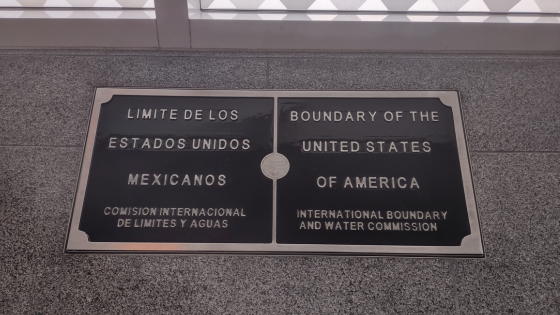 LIMITE DE LOS
ESTADOS UNIDOS
MEXICANOS
COMISION INTERNACIONAL
DE LIMITES Y AGUAS
BOUNDARY OF THE
UNITED STATES
OF AMERICA
INTERNATIONAL BOUNDARY
AND WATER COMMISSION